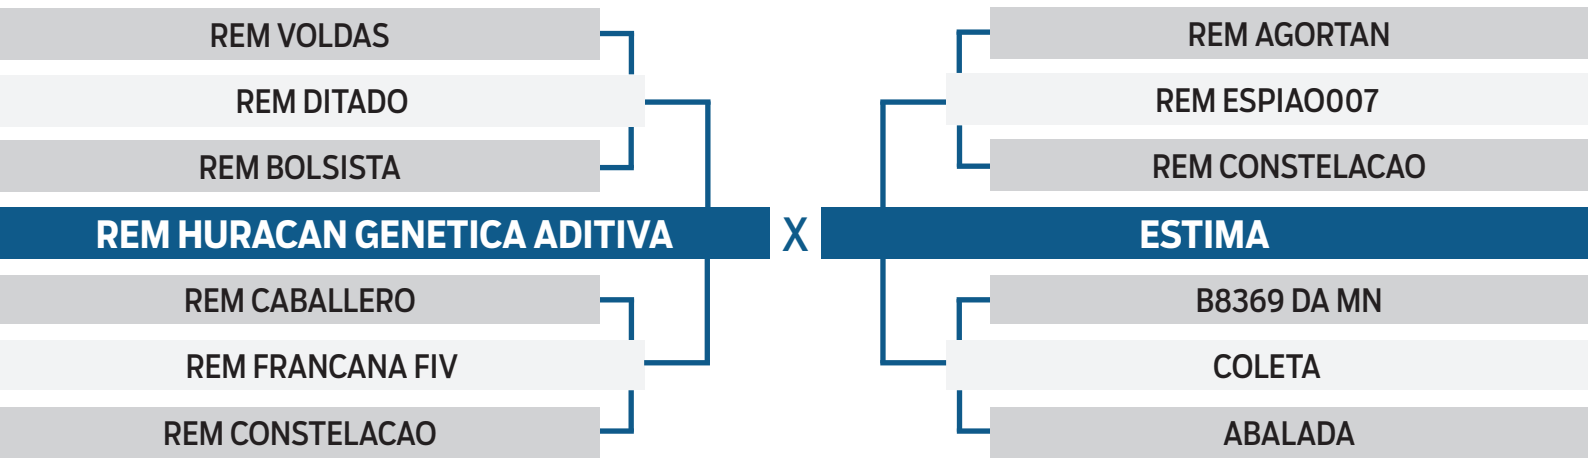 REM VOLDAS
REM DITADO
REM BOLSISTA
REM HURACAN GENETICA ADITIVA
REM CABALLERO
REM FRANCANA FIV
REM CONSTELACAO
X
REM AGORTAN
REM ESPIAO007
REM CONSTELACAO
ESTIMA
B8369 DA MN
COLETA
ABALADA